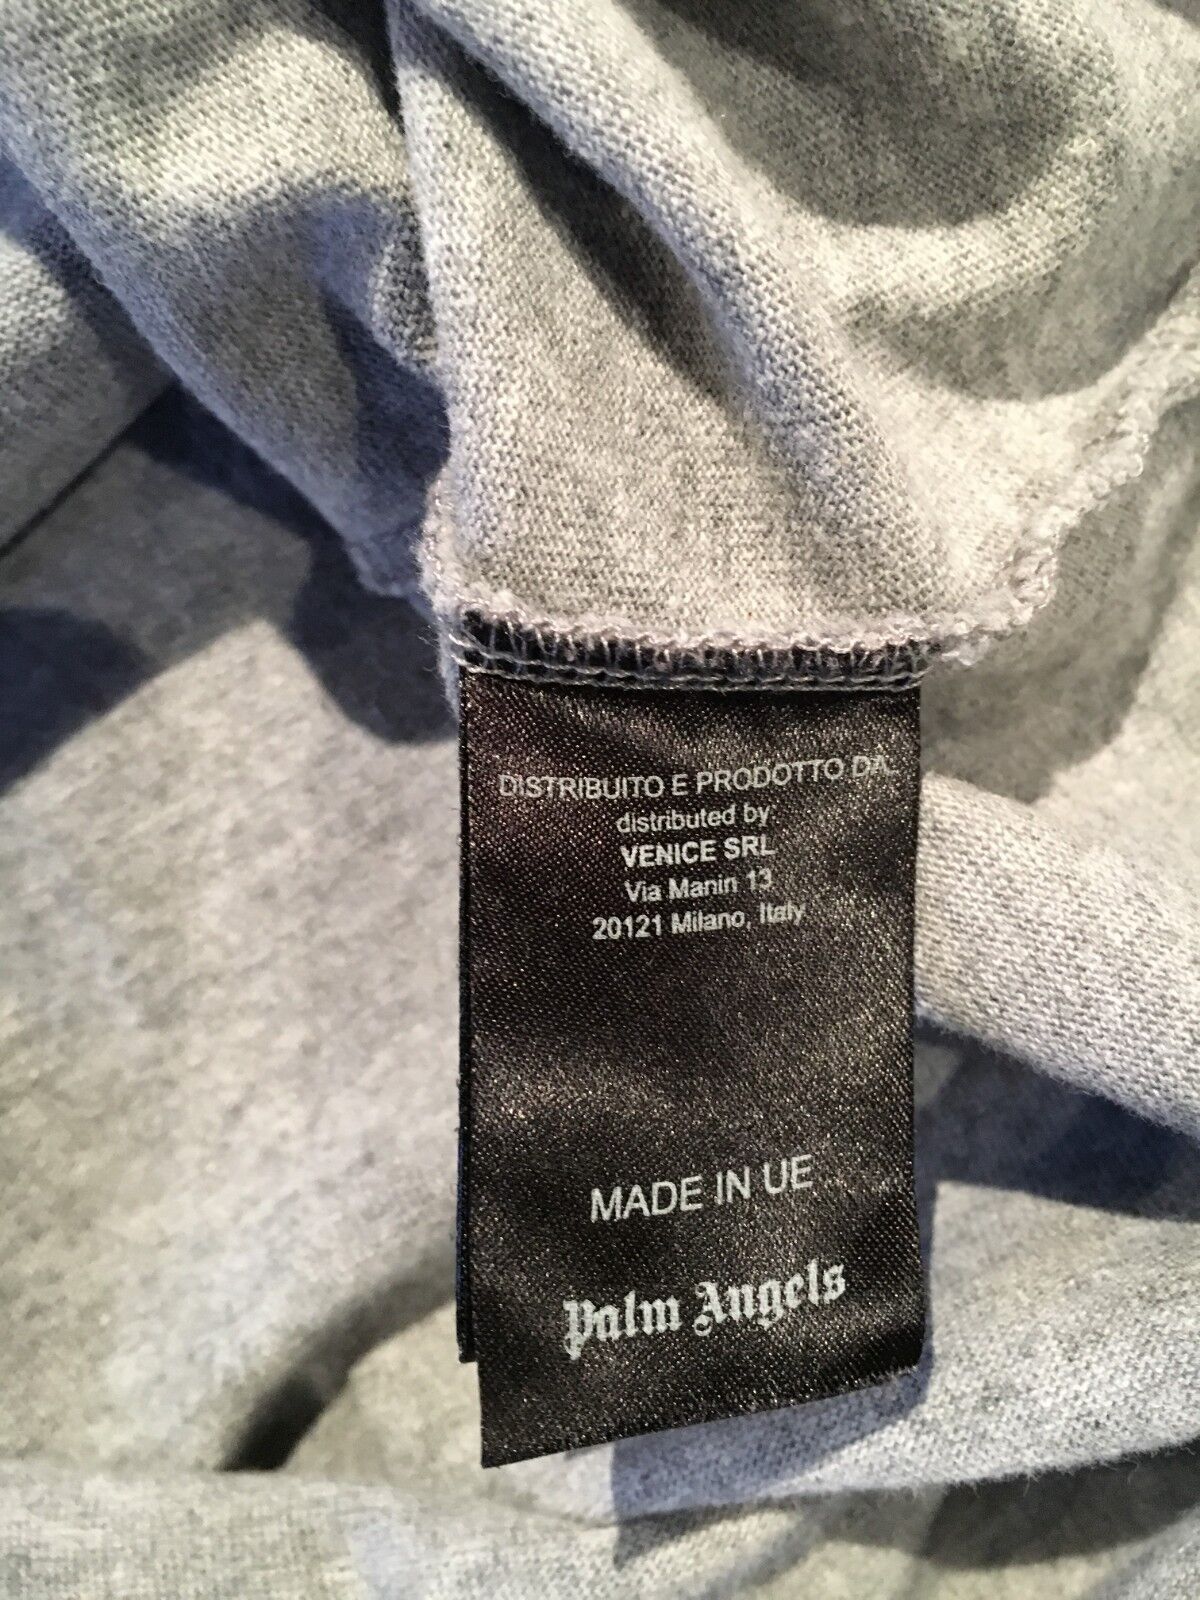 DISTRIBUITO E PRODOTTO DA
distributed by
VENICE SRL
Via Manin 13
20121 Milano, Italy
MADE IN UE
Palm Angels